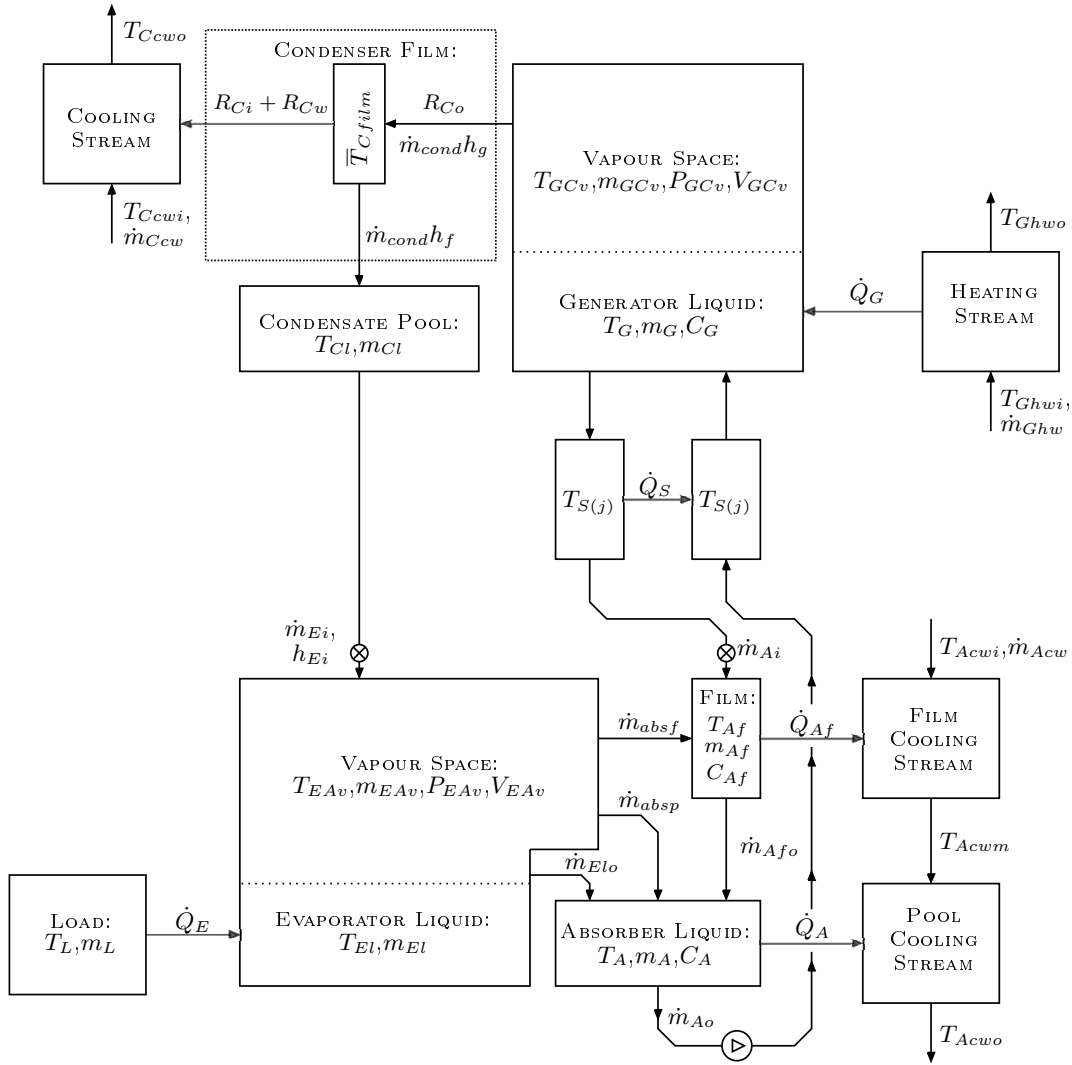 T_{Ccwo}
COOLING
STREAM
T_{Ccwi},
ṁ_{Ccw}
CONDENSER FILM:
R_{Ci} + R_{Cw}
T̿_{Cfilm}
R_{Co}
ṁ_{cond}h_g
ṁ_{cond}h_f
VAPOUR SPACE:
T_{GCv},m_{GCv},P_{GCv},V_{GCv}
GENERATOR LIQUID:
T_G,m_G,C_G
Q̇_G
T_{Ghwo}
HEATING
STREAM
T_{Ghwi},
ṁ_{Ghw}
CONDENSATE POOL:
T_{Cl},m_{Cl}
T_{S(j)}
Q̇_S
T_{S(j)}
ṁ_{Ei},
h_{Ei}
ṁ_{Ai}
T_{Acwi},ṁ_{Acw}
VAPOUR SPACE:
T_{EAv},m_{EAv},P_{EAv},V_{EAv}
ṁ_{absf}
FILM:
T_{Af}
m_{Af}
C_{Af}
Q̇_{Af}
FILM
COOLING
STREAM
ṁ_{absp}
ṁ_{Elo}
ṁ_{Afo}
T_{Acwm}
LOAD:
T_L,m_L
Q̇_E
EVAPORATOR LIQUID:
T_{El},m_{El}
ABSORBER LIQUID:
T_A,m_A,C_A
Q̇_A
POOL
COOLING
STREAM
ṁ_{Ao}
T_{Acwo}